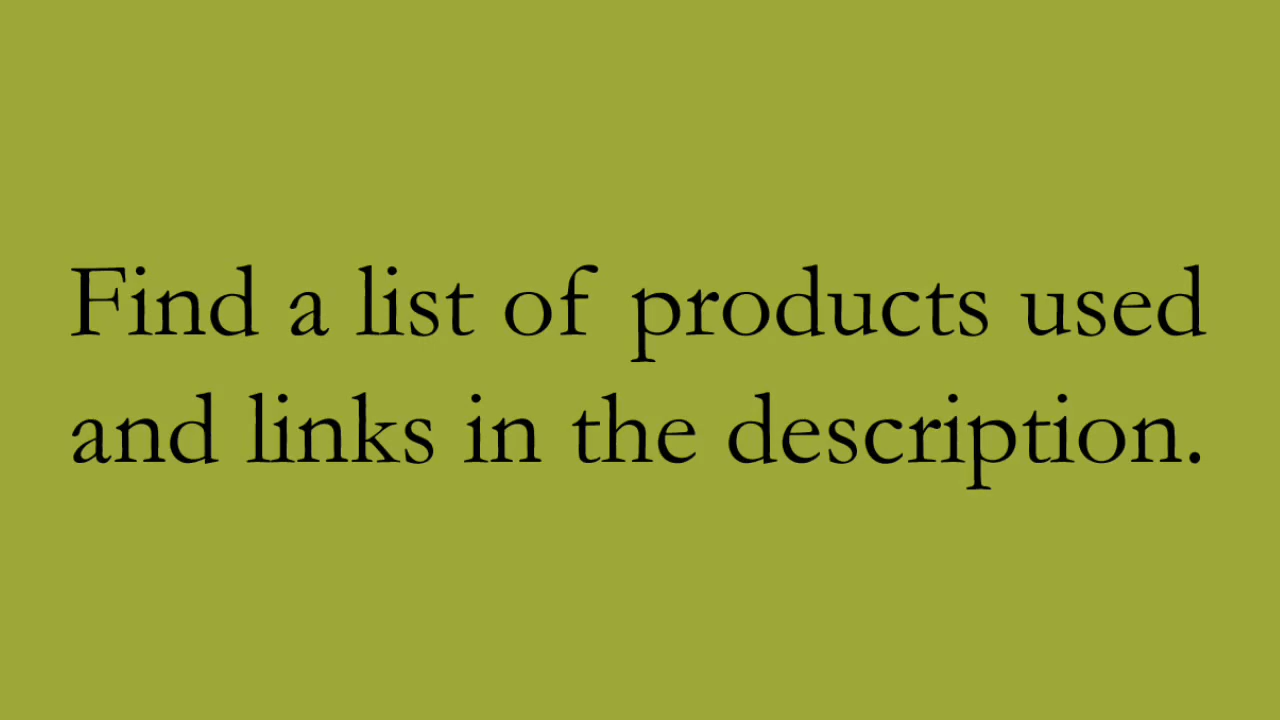 Find a list of products used
and links in the description.